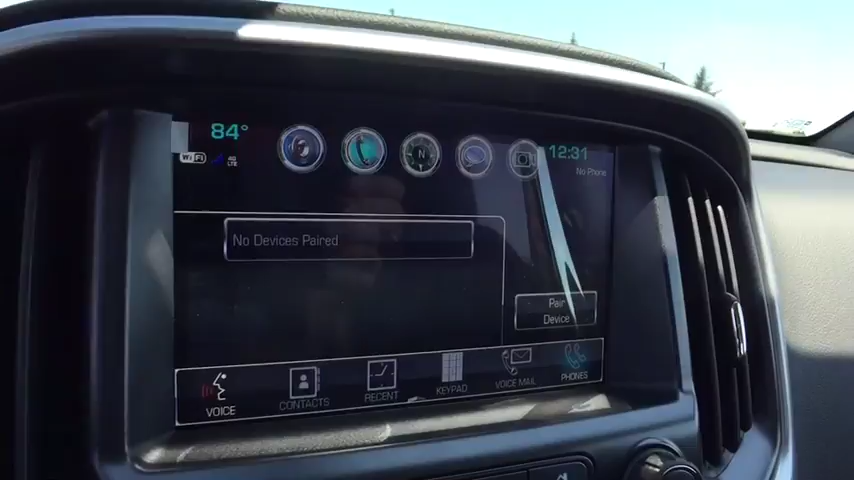 84°
WiFi
4G
LTE
N
12:31
No Phone
No Devices Paired
Pair
Device
VOICE
CONTACTS
RECENT
KEYPAD
VOICE MAIL
PHONES